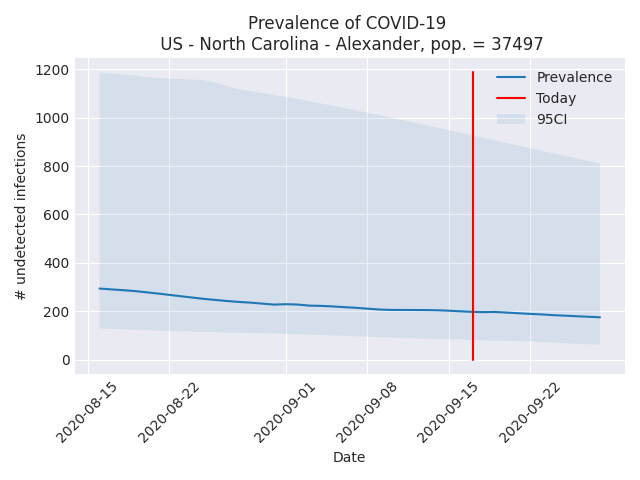 Prevalence of COVID-19
US - North Carolina - Alexander, pop. = 37497
1200
1000
800
600
400
200
0
# undetected infections
Prevalence
Today
95CI
2020-08-15
2020-08-22
2020-09-01
2020-09-08
2020-09-15
2020-09-22
Date